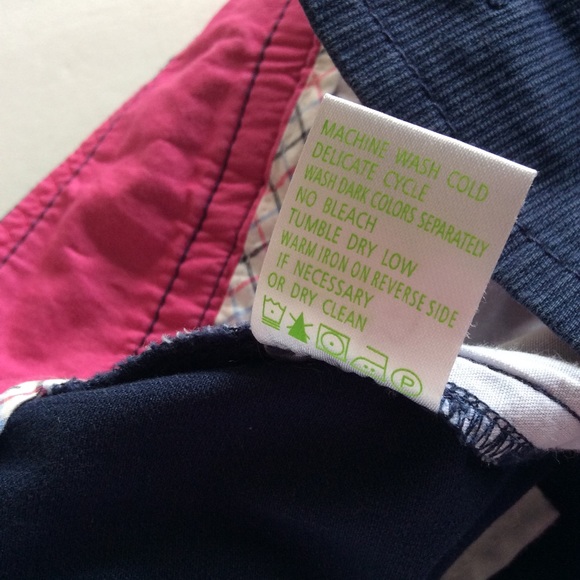 MACHINE WASH COLD
DELICATE CYCLE
WASH DARK COLORS SEPARATELY
NO BLEACH
TUMBLE DRY LOW
WARM IRON ON REVERSE SIDE
IF NECESSARY
OR DRY CLEAN
P